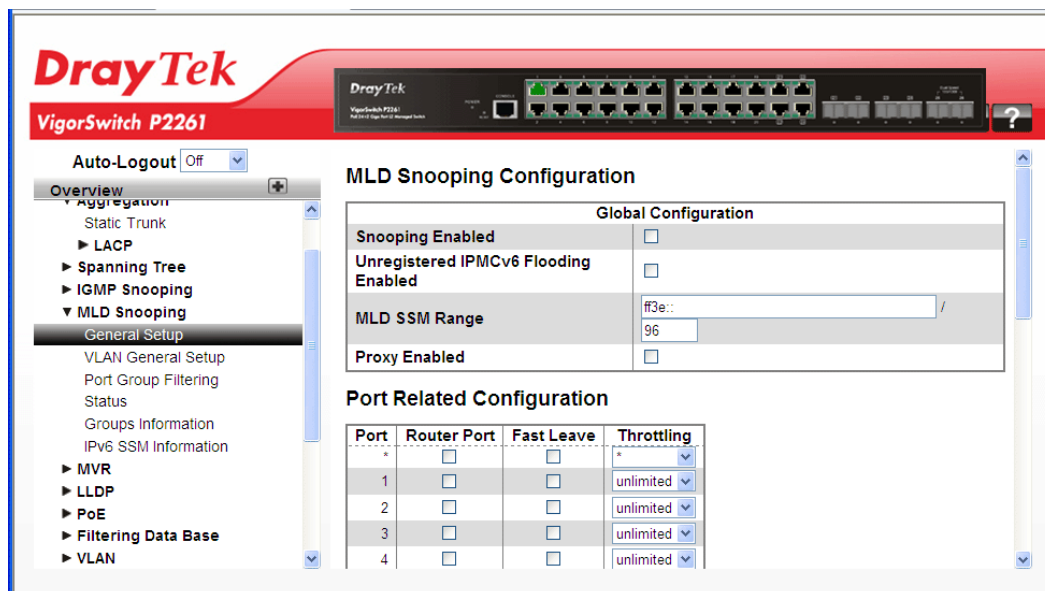 DrayTek
VigorSwitch P2261
DrayTek
VigorSwitch P2261
?
Auto-Logout Off
Overview
Aggregation
Static Trunk
LACP
Spanning Tree
IGMP Snooping
MLD Snooping
General Setup
VLAN General Setup
Port Group Filtering
Status
Groups Information
IPv6 SSM Information
MVR
LLDP
PoE
Filtering Data Base
VLAN
MLD Snooping Configuration
Global Configuration
Snooping Enabled
Unregistered IPMCv6 Flooding
Enabled
MLD SSM Range
ff3e:: /
96
Proxy Enabled
Port Related Configuration
Port Router Port Fast Leave Throttling
* *
1 unlimited
2 unlimited
3 unlimited
4 unlimited